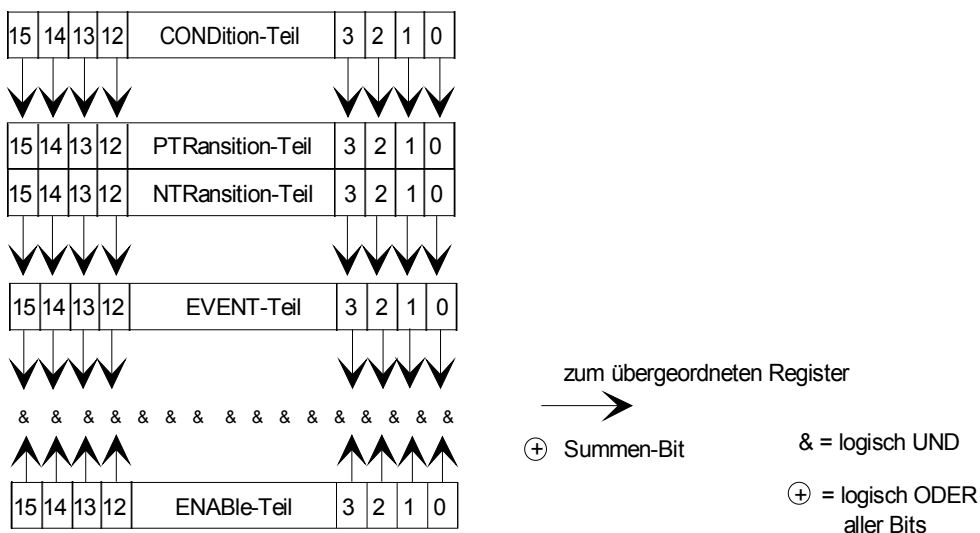 15 14 13 12 CONDition-Teil 3 2 1 0
15 14 13 12 PTRansition-Teil 3 2 1 0
15 14 13 12 NTRansition-Teil 3 2 1 0
15 14 13 12 EVENT-Teil 3 2 1 0
& & & & & & & & & & & & & & & &
15 14 13 12 ENABle-Teil 3 2 1 0
zum übergeordneten Register
+ Summen-Bit
& = logisch UND
+ = logisch ODER
aller Bits